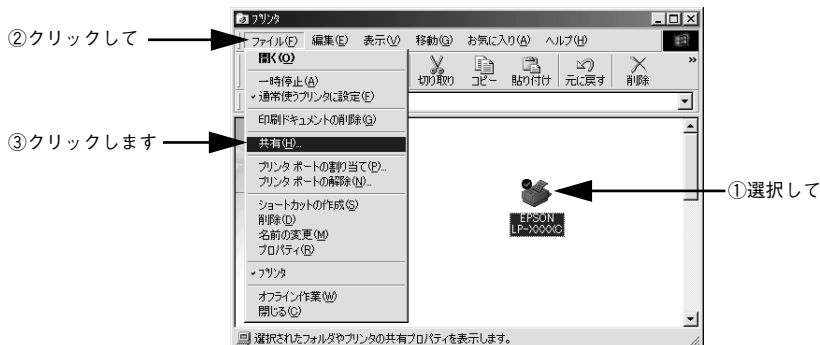 プリンタ
②クリックして
ファイル(F) 編集(E) 表示(V) 移動(G) お気に入り(A) ヘルプ(H)
切り取り コピー 貼り付け 元に戻す 削除 »
開く(O)
一時停止(A)
通常使うプリンタに設定(F)
印刷ドキュメントの削除(G)
③クリックします
共有(H)...
プリンタ ポートの割り当て(P)...
プリンタ ポートの解除(N)...
ショートカットの作成(S)
削除(D)
名前の変更(M)
プロパティ(R)
プリンタ
オフライン作業(W)
閉じる(C)
①選択して
EPSON
LP-XXXXC
選択されたフォルダやプリンタの共有プロパティを表示します。